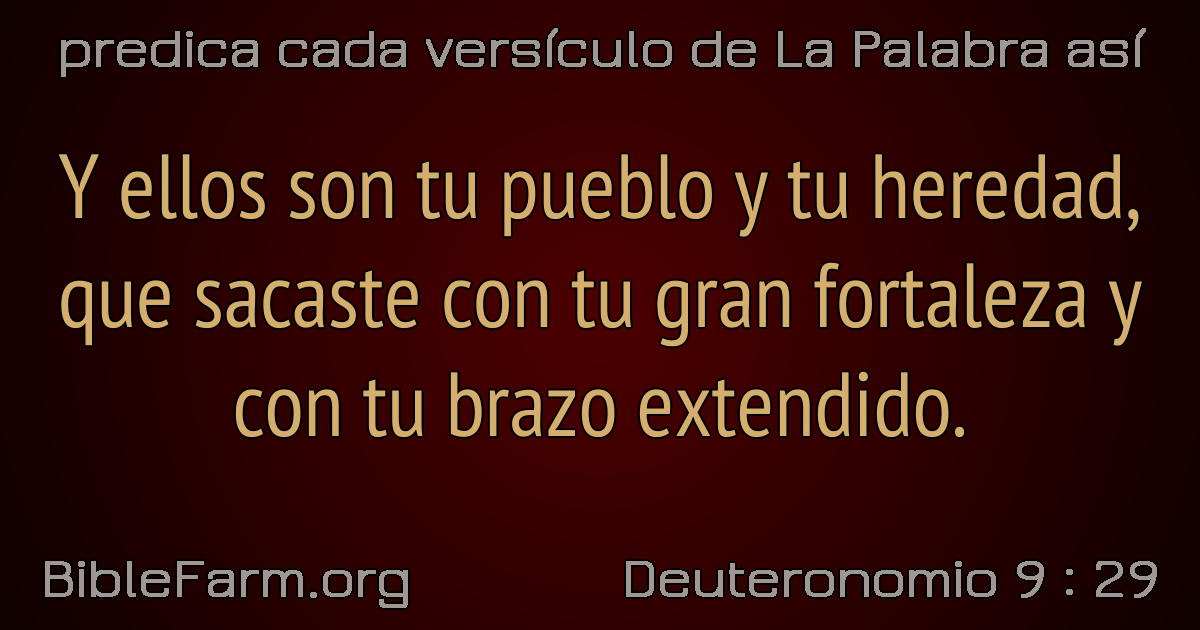 predica cada versículo de La Palabra así
Y ellos son tu pueblo y tu heredad,
que sacaste con tu gran fortaleza y
con tu brazo extendido.
BibleFarm.org
Deuteronomio 9 : 29